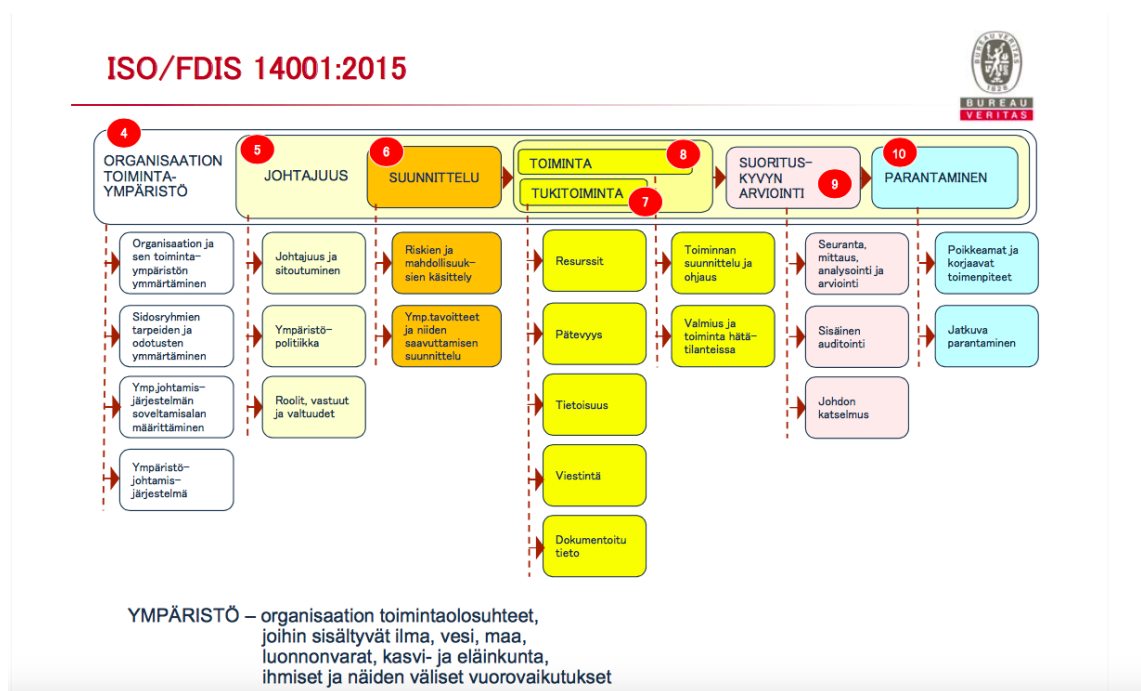 ISO/FDIS 14001:2015
BUREAU VERITAS
1828
BUREAU
VERITAS
4
ORGANISAATION
TOIMINTA-
YMPÄRISTÖ
5
JOHTAJUUS
6
SUUNNITTELU
TOIMINTA
8
TUKITOIMINTA
7
SUORITUS-
KYVYN
ARVIOINTI
9
10
PARANTAMINEN
Organisaation ja
sen toiminta-
ympäristön
ymmärtäminen
Sidosryhmien
tarpeiden ja
odotusten
ymmärtäminen
Ymp.johtamis-
järjestelmän
soveltamisalan
määrittäminen
Ympäristö-
johtamis-
järjestelmä
Johtajuus ja
sitoutuminen
Ympäristö-
politiikka
Roolit, vastuut
ja valtuudet
Riskien ja
mahdollisuuk-
sien käsittely
Ymp.tavoitteet
ja niiden
saavuttamisen
suunnittelu
Resurssit
Pätevyys
Tietoisuus
Viestintä
Dokumentoitu
tieto
Toiminnan
suunnittelu ja
ohjaus
Valmius ja
toiminta hätä-
tilanteissa
Seuranta,
mittaus,
analysointi ja
arviointi
Sisäinen
auditointi
Johdon
katselmus
Poikkeamat ja
korjaavat
toimenpiteet
Jatkuva
parantaminen
YMPÄRISTÖ – organisaation toimintaolosuhteet,
joihin sisältyvät ilma, vesi, maa,
luonnonvarat, kasvi- ja eläinkunta,
ihmiset ja näiden väliset vuorovaikutukset